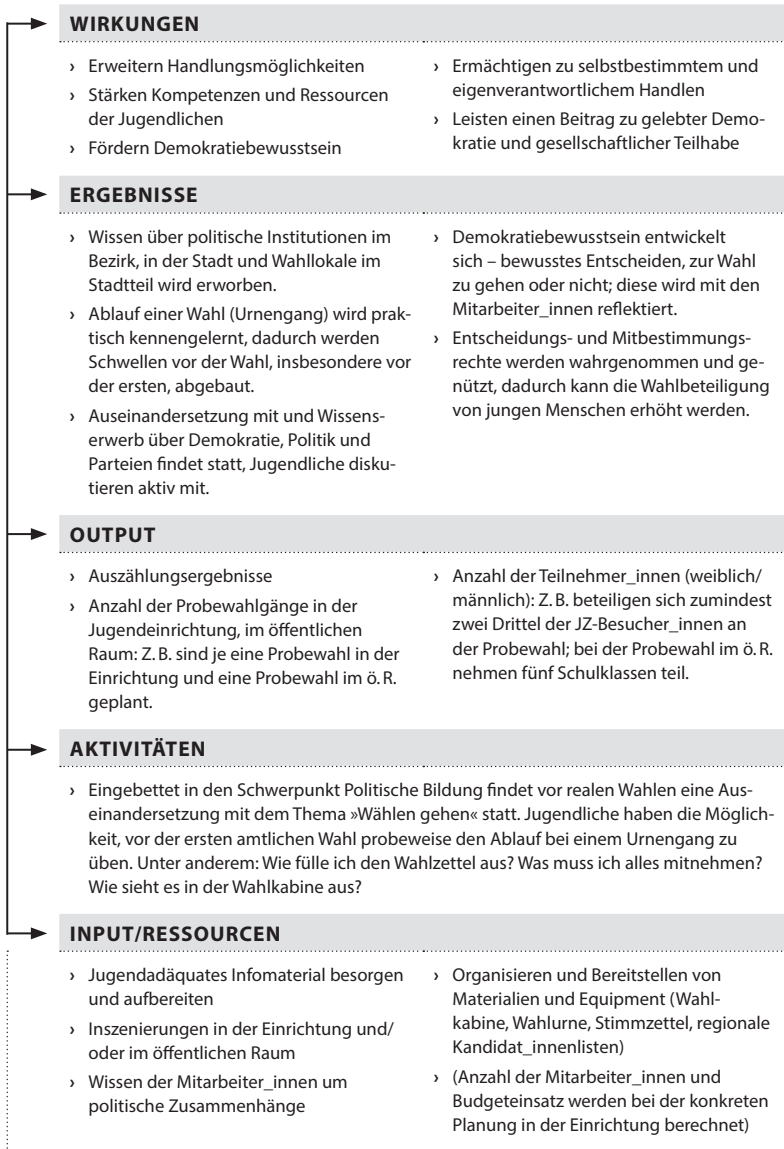 WIRKUNGEN
› Erweitern Handlungsmöglichkeiten
› Stärken Kompetenzen und Ressourcen
der Jugendlichen
› Fördern Demokratiebewusstsein
› Ermächtigen zu selbstbestimmtem und
eigenverantwortlichem Handeln
› Leisten einen Beitrag zu gelebter Demo-
kratie und gesellschaftlicher Teilhabe
ERGEBNISSE
› Wissen über politische Institutionen im
Bezirk, in der Stadt und Wahllokale im
Stadtteil wird erworben.
› Ablauf einer Wahl (Urnengang) wird prak-
tisch kennengelernt, dadurch werden
Schwellen vor der Wahl, insbesondere vor
der ersten, abgebaut.
› Auseinandersetzung mit und Wissens-
erwerb über Demokratie, Politik und
Parteien findet statt, Jugendliche disku-
tieren aktiv mit.
› Demokratiebewusstsein entwickelt
sich – bewusstes Entscheiden, zur Wahl
zu gehen oder nicht; diese wird mit den
Mitarbeiter_innen reflektiert.
› Entscheidungs- und Mitbestimmungs-
rechte werden wahrgenommen und ge-
nützt, dadurch kann die Wahlbeteiligung
von jungen Menschen erhöht werden.
OUTPUT
› Auszählungsergebnisse
› Anzahl der Probewahlgänge in der
Jugendeinrichtung, im öffentlichen
Raum: Z. B. sind je eine Probewahl in der
Einrichtung und eine Probewahl im ö. R.
geplant.
› Anzahl der Teilnehmer_innen (weiblich/
männlich): Z. B. beteiligen sich zumindest
zwei Drittel der JZ-Besucher_innen an
der Probewahl; bei der Probewahl im ö. R.
nehmen fünf Schulklassen teil.
AKTIVITÄTEN
› Eingebettet in den Schwerpunkt Politische Bildung findet vor realen Wahlen eine Aus-
einandersetzung mit dem Thema »Wählen gehen« statt. Jugendliche haben die Möglich-
keit, vor der ersten amtlichen Wahl probeweise den Ablauf bei einem Urnengang zu
üben. Unter anderem: Wie fülle ich den Wahlzettel aus? Was muss ich alles mitnehmen?
Wie sieht es in der Wahlkabine aus?
INPUT/RESSOURCEN
› Jugendadäquates Infomaterial besorgen
und aufbereiten
› Inszenierungen in der Einrichtung und/
oder im öffentlichen Raum
› Wissen der Mitarbeiter_innen um
politische Zusammenhänge
› Organisieren und Bereitstellen von
Materialien und Equipment (Wahl-
kabine, Wahlurne, Stimmzettel, regionale
Kandidat_innenlisten)
› (Anzahl der Mitarbeiter_innen und
Budgeteinsatz werden bei der konkreten
Planung in der Einrichtung berechnet)